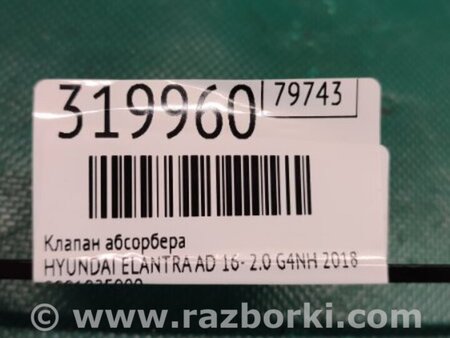 319960
79743
Клапан абсорбера
HYUNDAI ELANTRA AD 16- 2.0 G4NH 2018
© www.razborki.com